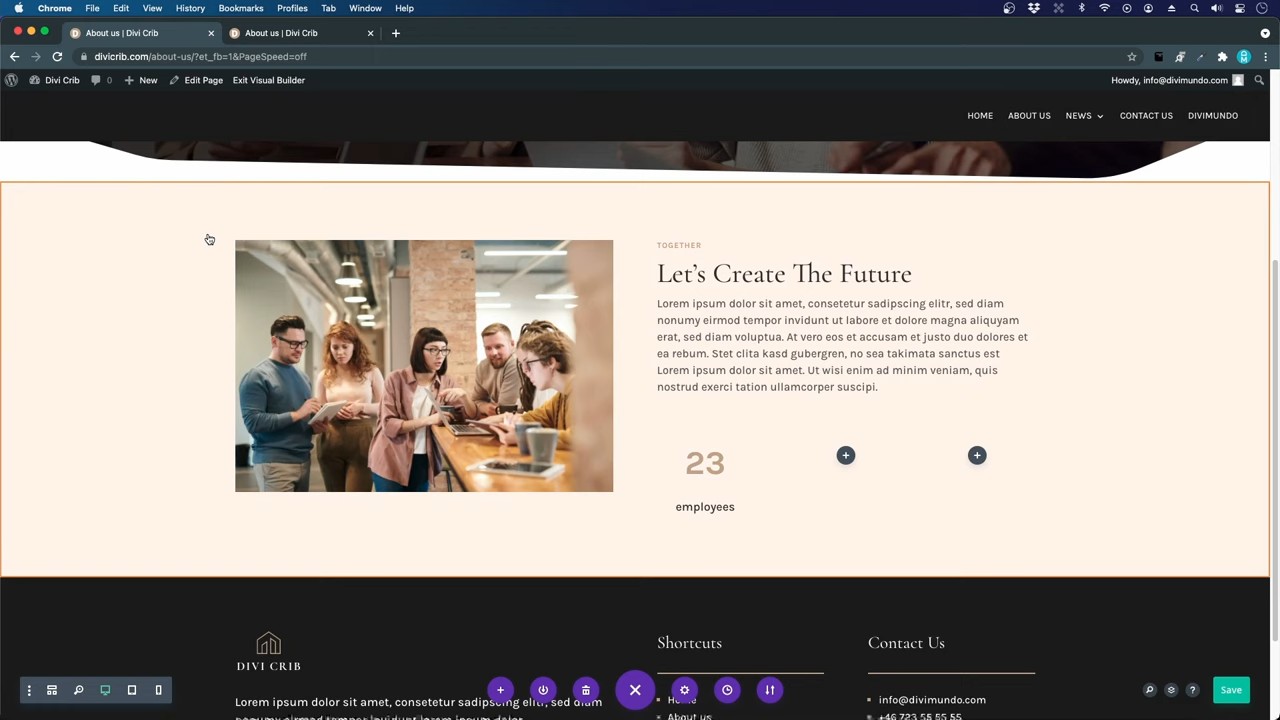 Chrome File Edit View History Bookmarks Profiles Tab Window Help
About us | Divi Crib
About us | Divi Crib
divicrib.com/about-us/?et_fb=1&PageSpeed=off
Divi Crib 0 New Edit Page Exit Visual Builder
Howdy, info@divimundo.com
HOME ABOUT US NEWS CONTACT US DIVIMUNDO
TOGETHER
Let's Create The Future
Lorem ipsum dolor sit amet, consetetur sadipscing elitr, sed diam
nonumy eirmod tempor invidunt ut labore et dolore magna aliquyam
erat, sed diam voluptua. At vero eos et accusam et justo duo dolores et
ea rebum. Stet clita kasd gubergren, no sea takimata sanctus est
Lorem ipsum dolor sit amet. Ut wisi enim ad minim veniam, quis
nostrud exerci tation ullamcorper suscipi.
23
employees
DIVI CRIB
Shortcuts
Contact Us
Lorem ipsum dolor sit amet, consetetur sadipscing elitr, sed diam
Home
About us
info@divimundo.com
+46 723 55 55 55
Save